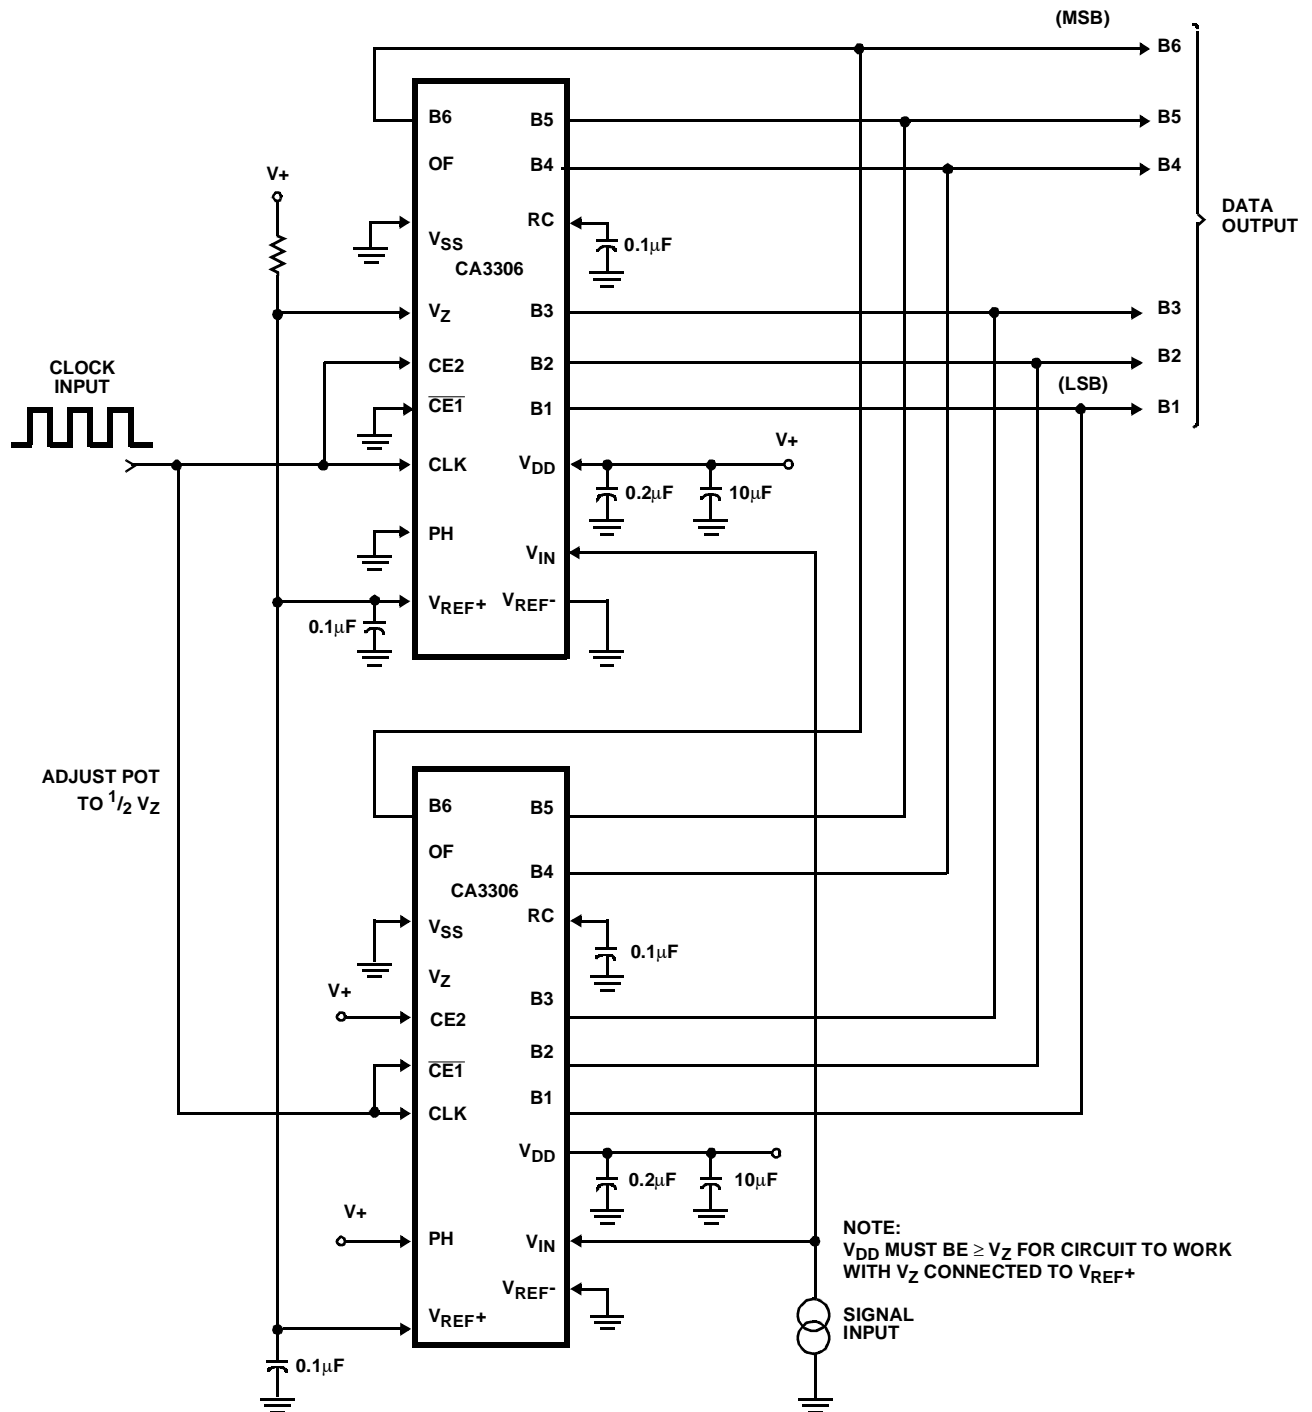 (MSB)
B6
B5
B4
DATA
OUTPUT
B3
B2
(LSB)
B1
B6
B5
OF
B4
V+
RC
0.1µF
VSS
CA3306
VZ
B3
CLOCK
INPUT
CE2
B2
CE1
B1
V+
CLK
VDD
0.2µF
10µF
PH
VIN
VREF+
VREF-
0.1µF
ADJUST POT
TO 1/2 VZ
B6
B5
OF
B4
CA3306
RC
VSS
0.1µF
VZ
V+
B3
CE2
B2
CE1
B1
CLK
VDD
0.2µF
10µF
V+
PH
VIN
VREF-
VREF+
0.1µF
NOTE:
VDD MUST BE ≥ VZ FOR CIRCUIT TO WORK
WITH VZ CONNECTED TO VREF+
SIGNAL
INPUT